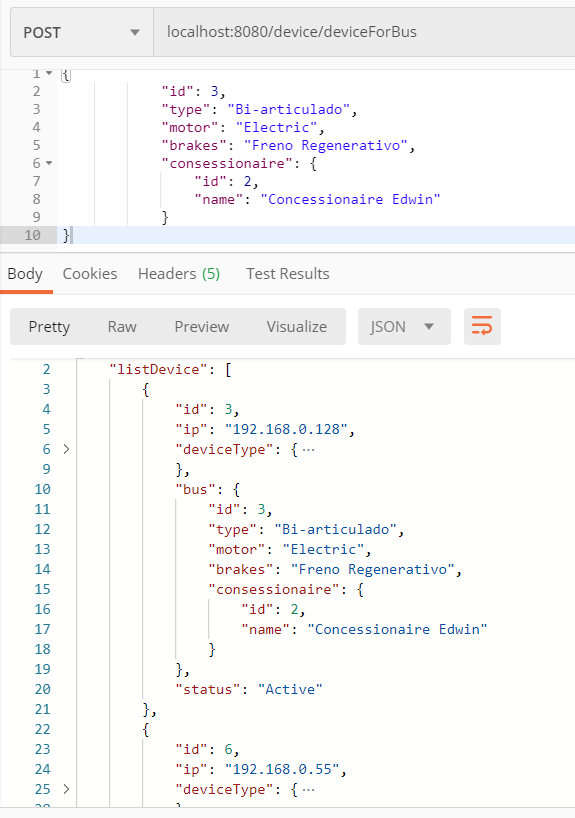 POST localhost:8080/device/deviceForBus
1 {
2 "id": 3,
3 "type": "Bi-articulado",
4 "motor": "Electric",
5 "brakes": "Freno Regenerativo",
6 "consessionaire": {
7 "id": 2,
8 "name": "Concessionaire Edwin"
9 }
10 }
Body Cookies Headers (5) Test Results
Pretty Raw Preview Visualize JSON
2 "listDevice": [
3 {
4 "id": 3,
5 "ip": "192.168.0.128",
6 "deviceType": { ...
9 },
10 "bus": {
11 "id": 3,
12 "type": "Bi-articulado",
13 "motor": "Electric",
14 "brakes": "Freno Regenerativo",
15 "consessionaire": {
16 "id": 2,
17 "name": "Concessionaire Edwin"
18 }
19 },
20 "status": "Active"
21 },
22 {
23 "id": 6,
24 "ip": "192.168.0.55",
25 "deviceType": { ...